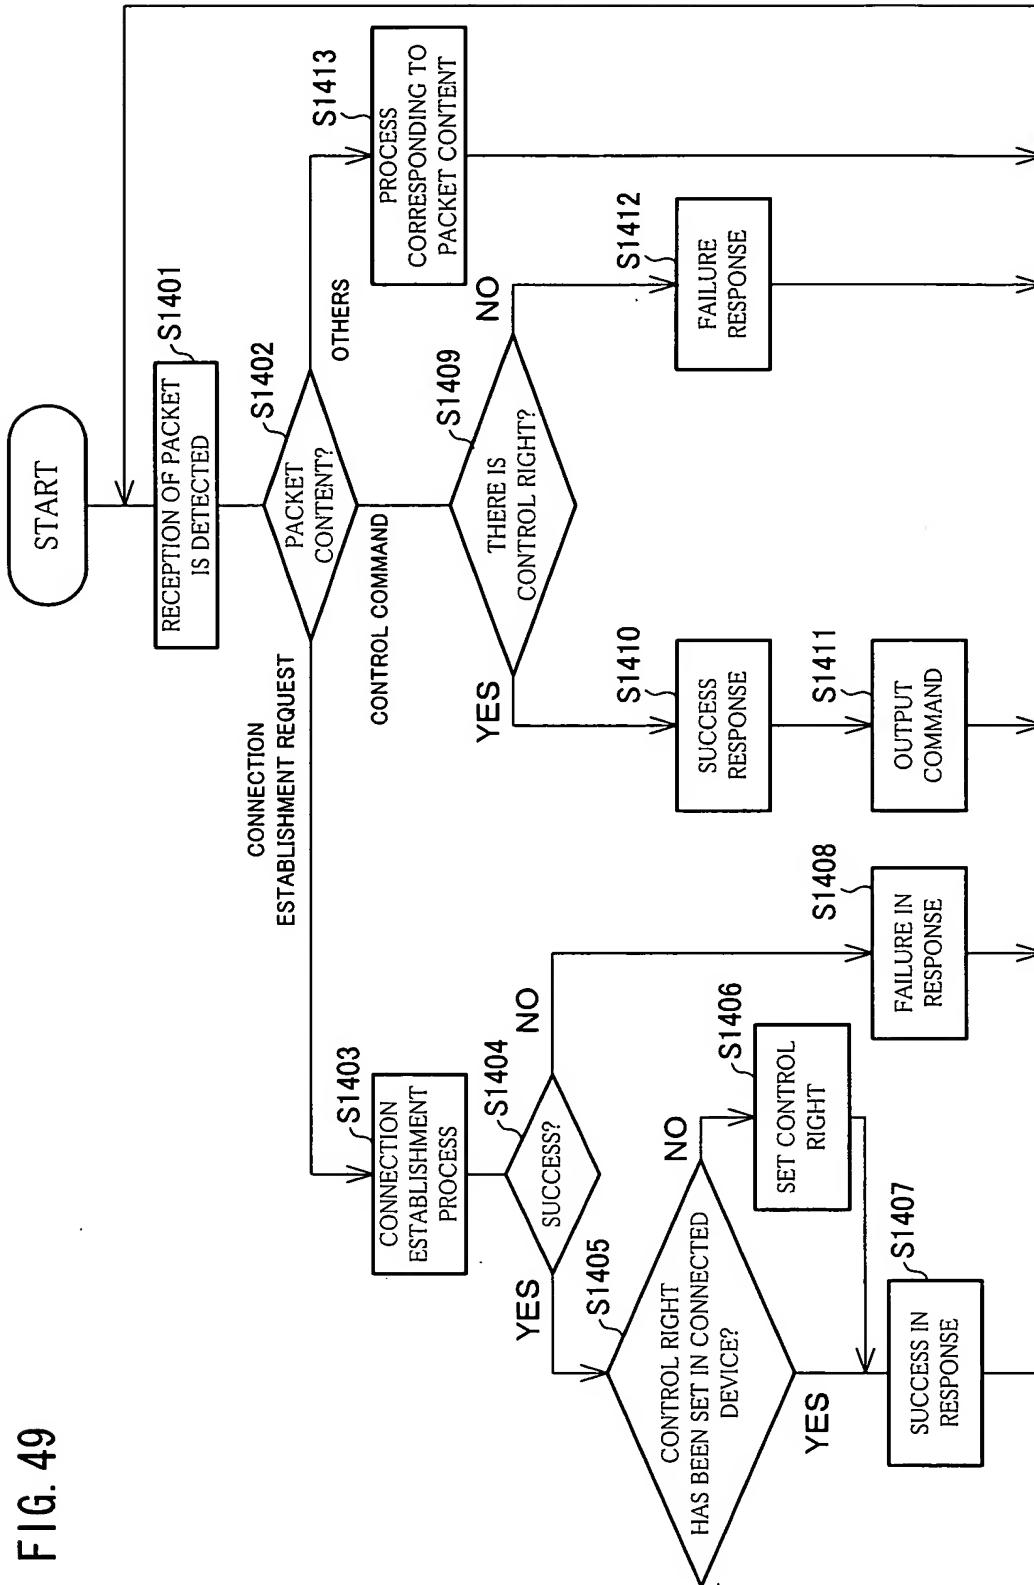 FIG. 49
START
S1401
RECEPTION OF PACKET
IS DETECTED
S1402
PACKET
CONTENT?
CONNECTION
ESTABLISHMENT REQUEST
CONTROL COMMAND
OTHERS
S1403
CONNECTION
ESTABLISHMENT
PROCESS
S1404
SUCCESS?
YES
NO
S1405
CONTROL RIGHT
HAS BEEN SET IN CONNECTED
DEVICE?
NO
YES
S1406
SET CONTROL
RIGHT
S1407
SUCCESS IN
RESPONSE
S1408
FAILURE IN
RESPONSE
S1409
THERE IS
CONTROL RIGHT?
YES
NO
S1410
SUCCESS
RESPONSE
S1411
OUTPUT
COMMAND
S1412
FAILURE
RESPONSE
S1413
PROCESS
CORRESPONDING TO
PACKET CONTENT